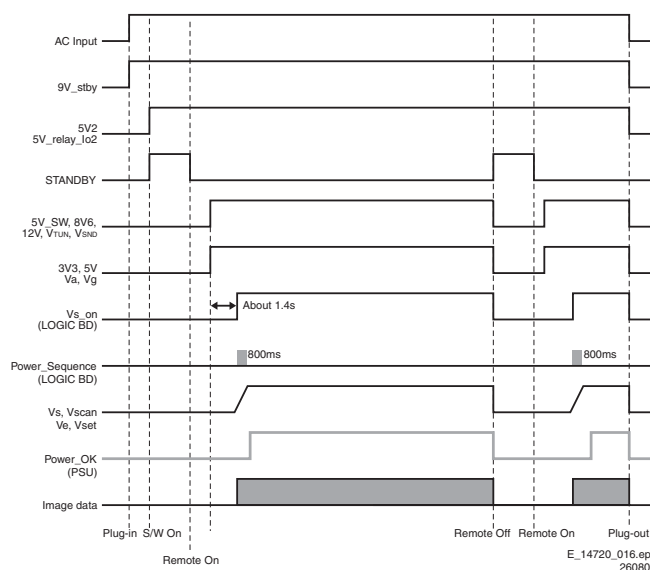 AC Input
9V_stby
5V2
5V_relay_Io2
STANDBY
5V_SW, 8V6,
12V, VTUN, VSND
3V3, 5V
Va, Vg
About 1.4s
Vs_on
(LOGIC BD)
800ms
800ms
Power_Sequence
(LOGIC BD)
Vs, Vscan
Ve, Vset
Power_OK
(PSU)
Image data
Plug-in S/W On Remote Off Remote On Plug-out
Remote On
E_14720_016.ep
26080